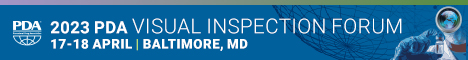 PDA
2023 PDA VISUAL INSPECTION FORUM
17-18 APRIL | BALTIMORE, MD